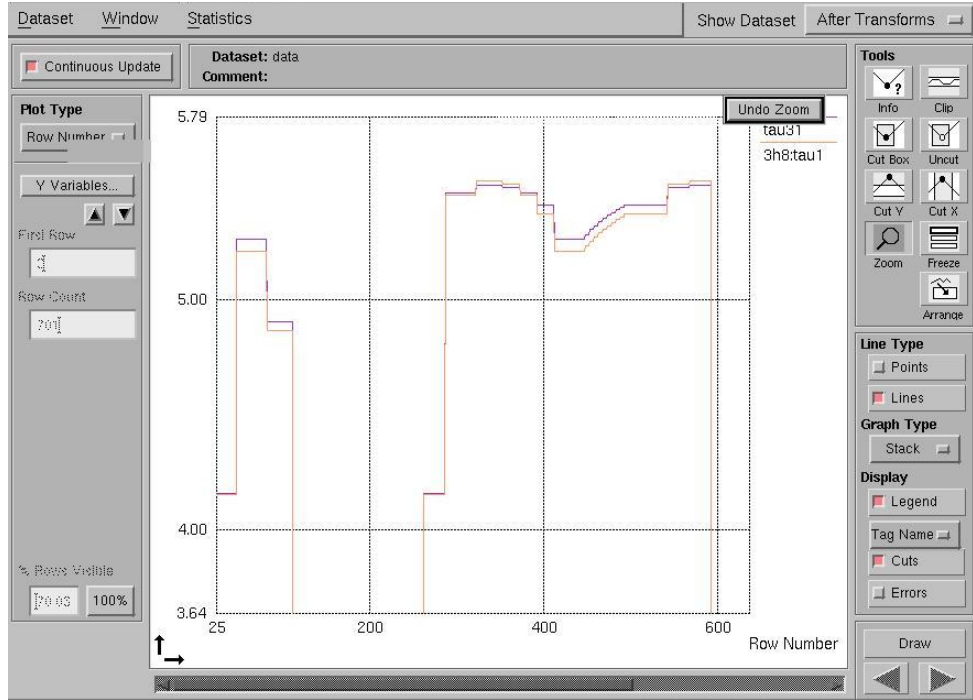 Dataset Window Statistics Show Dataset After Transforms
Continuous Update
Dataset: data
Comment:
Plot Type
Row Number
Y Variables...
First Row
Row Count
701
% Rows Visible
70.03 100%
Undo Zoom
tau31
3h8:tau1
5.79
5.00
4.00
3.64
25 200 400 600
Row Number
Tools
Info Clip
Cut Box Uncut
Cut Y Cut X
Zoom Freeze
Arrange
Line Type
Points
Lines
Graph Type
Stack
Display
Legend
Tag Name
Cuts
Errors
Draw